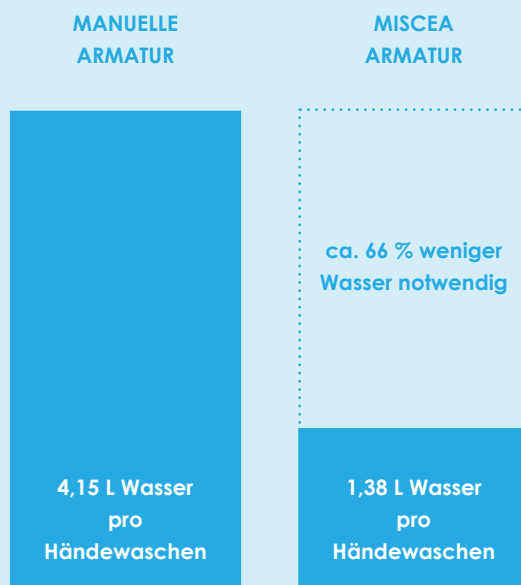 MANUELLE
ARMATUR
MISCEA
ARMATUR
ca. 66 % weniger
Wasser notwendig
4,15 L Wasser
pro
Händewaschen
1,38 L Wasser
pro
Händewaschen